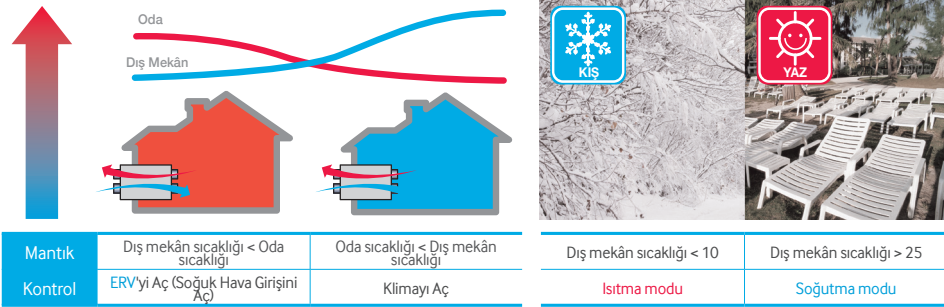 Oda
Dış Mekân
KIŞ
YAZ
Mantık
Dış mekân sıcaklığı < Oda
sıcaklığı
Oda sıcaklığı < Dış mekân
sıcaklığı
Dış mekân sıcaklığı < 10
Dış mekân sıcaklığı > 25
Kontrol
ERV'yi Aç (Soğuk Hava Girişini
Aç)
Klimayı Aç
Isıtma modu
Soğutma modu